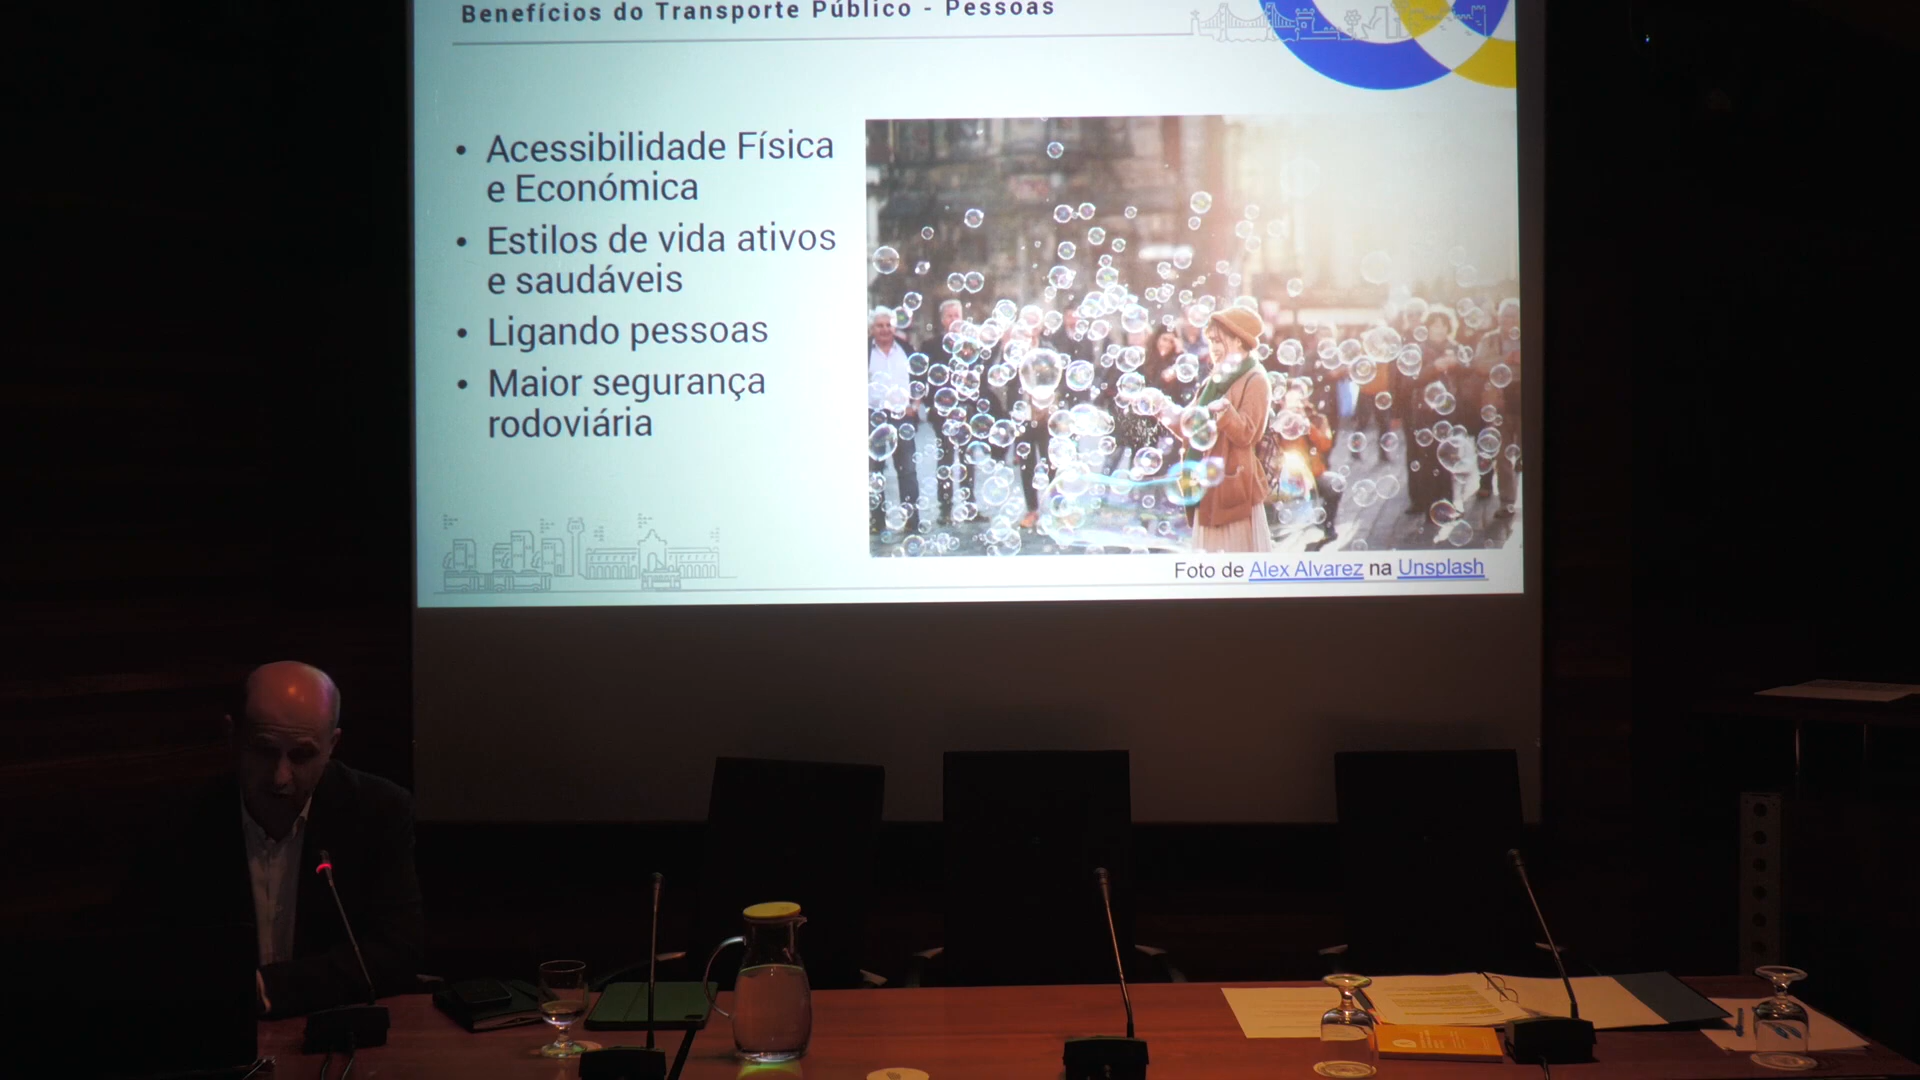 Benefícios do Transporte Público - Pessoas
• Acessibilidade Física
e Económica
• Estilos de vida ativos
e saudáveis
• Ligando pessoas
• Maior segurança
rodoviária
Foto de Alex Alvarez na Unsplash